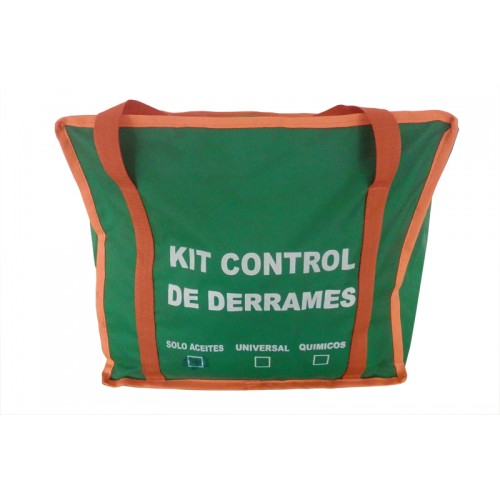 KIT CONTROL
DE DERRAMES
SOLO ACEITES UNIVERSAL QUIMICOS